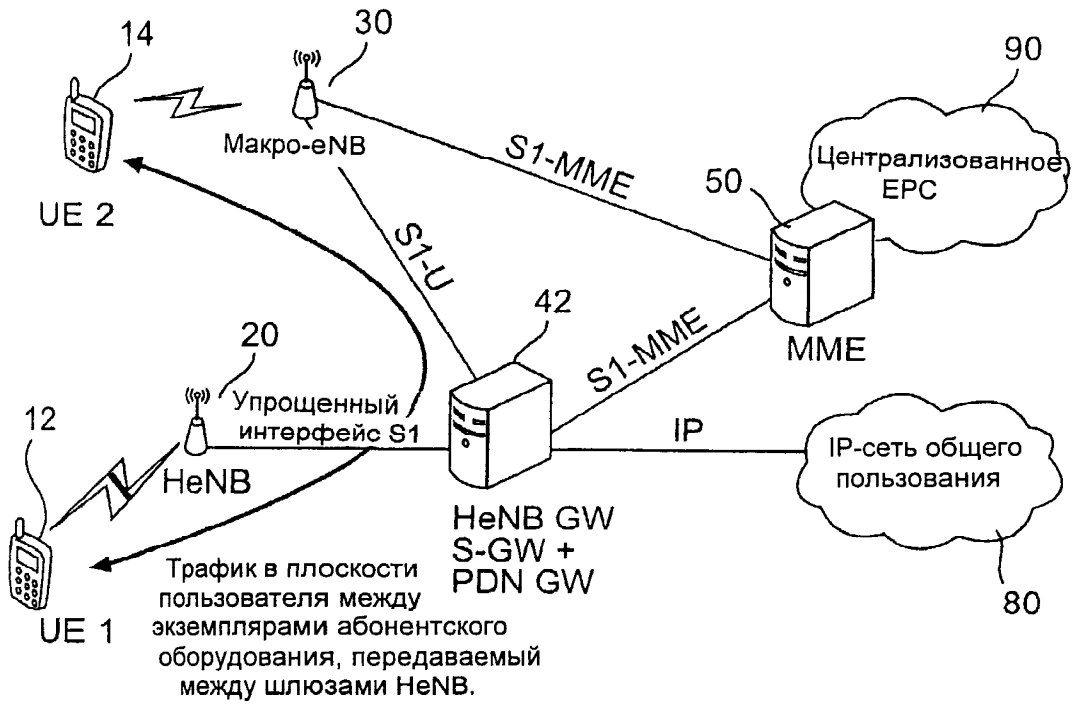 14
30
90
Макро-eNB
S1-MME
Централизованное
EPC
50
UE 2
S1-U
42
MME
S1-MME
20
Упрощенный
интерфейс S1
IP
IP-сеть общего
пользования
12
HeNB
HeNB GW
S-GW +
PDN GW
80
UE 1
Трафик в плоскости
пользователя между
экземплярами абонентского
оборудования, передаваемый
между шлюзами HeNB.